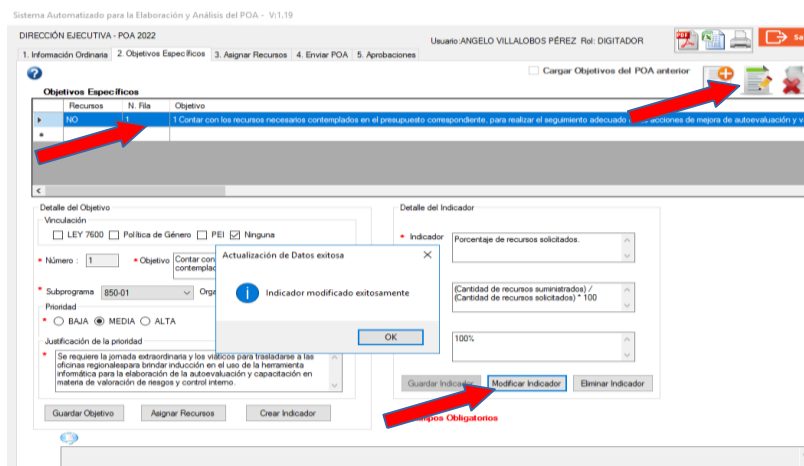 Sistema Automatizado para la Elaboración y Análisis del POA - V:1.19
DIRECCIÓN EJECUTIVA - POA 2022
Usuario:ANGELO VILLALOBOS PÉREZ Rol: DIGITADOR
PDF
Sa
1. Información Ordinaria 2. Objetivos Específicos 3. Asignar Recursos 4. Enviar POA 5. Aprobaciones
?
Cargar Objetivos del POA anterior
Objetivos Específicos
Recursos N. Fila Objetivo
NO 1 1 Contar con los recursos necesarios contemplados en el presupuesto correspondiente, para realizar el seguimiento adecuado acciones de mejora de autoevaluación y v
Detalle del Objetivo
Vinculación
LEY 7600 Política de Género PEI Ninguna
* Número : 1 * Objetivo Contar con
contemplad
* Subprograma 850-01 Orga
Prioridad
* BAJA MEDIA ALTA
Justificación de la prioridad
* Se requiere la jornada extraordinaria y los viáticos para trasladarse a las
oficinas regionalespara brindar inducción en el uso de la herramienta
informática para la elaboración de la autoevaluación y capacitación en
materia de valoración de riesgos y control interno.
Guardar Objetivo Asignar Recursos Crear Indicador
Actualización de Datos exitosa
Indicador modificado exitosamente
OK
Detalle del Indicador
* Indicador Porcentaje de recursos solicitados.
(Cantidad de recursos suministrados) /
(Cantidad de recursos solicitados) * 100
100%
Guardar Indicador Modificar Indicador Eliminar Indicador
Obligatorios